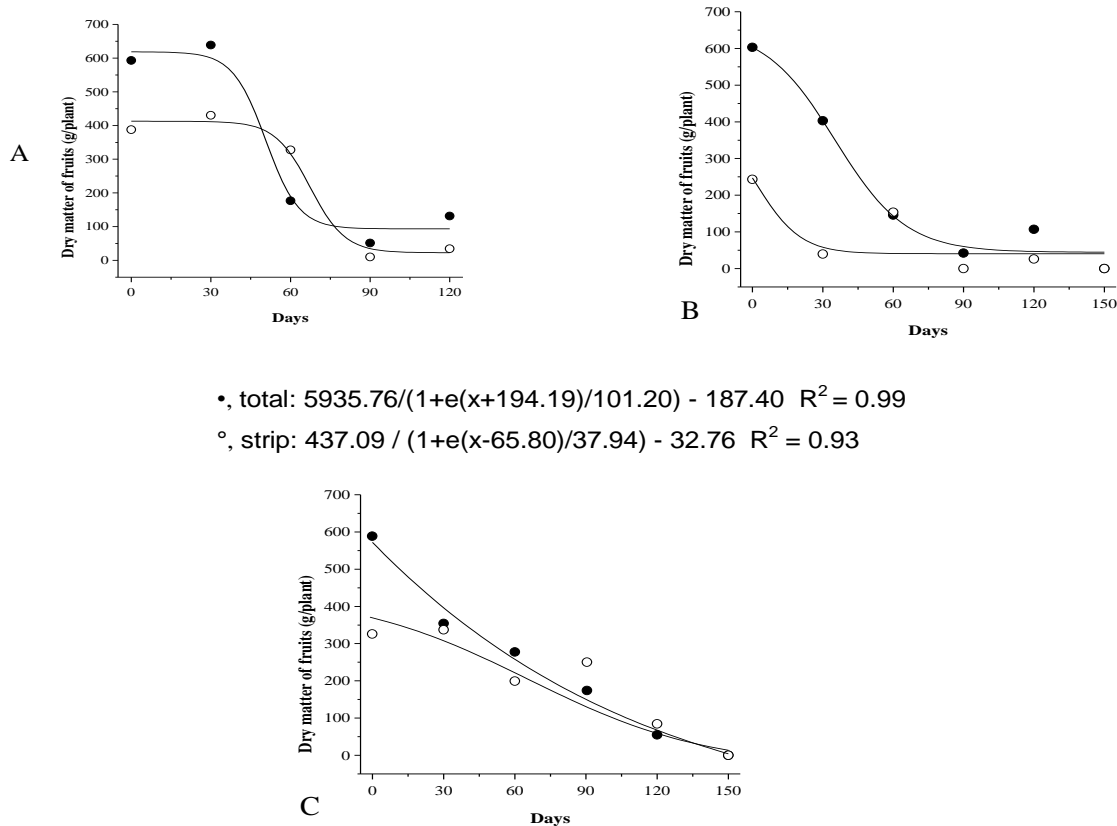 700
600
500
400
300
200
100
0
Dry matter of fruits (g/plant)
0 30 60 90 120
Days
A
700
600
500
400
300
200
100
0
Dry matter of fruits (g/plant)
0 30 60 90 120 150
Days
B
•, total: 5935.76/(1+e(x+194.19)/101.20) - 187.40 R² = 0.99
°, strip: 437.09 / (1+e(x-65.80)/37.94) - 32.76 R² = 0.93
700
600
500
400
300
200
100
0
Dry matter of fruits (g/plant)
0 30 60 90 120 150
Days
C